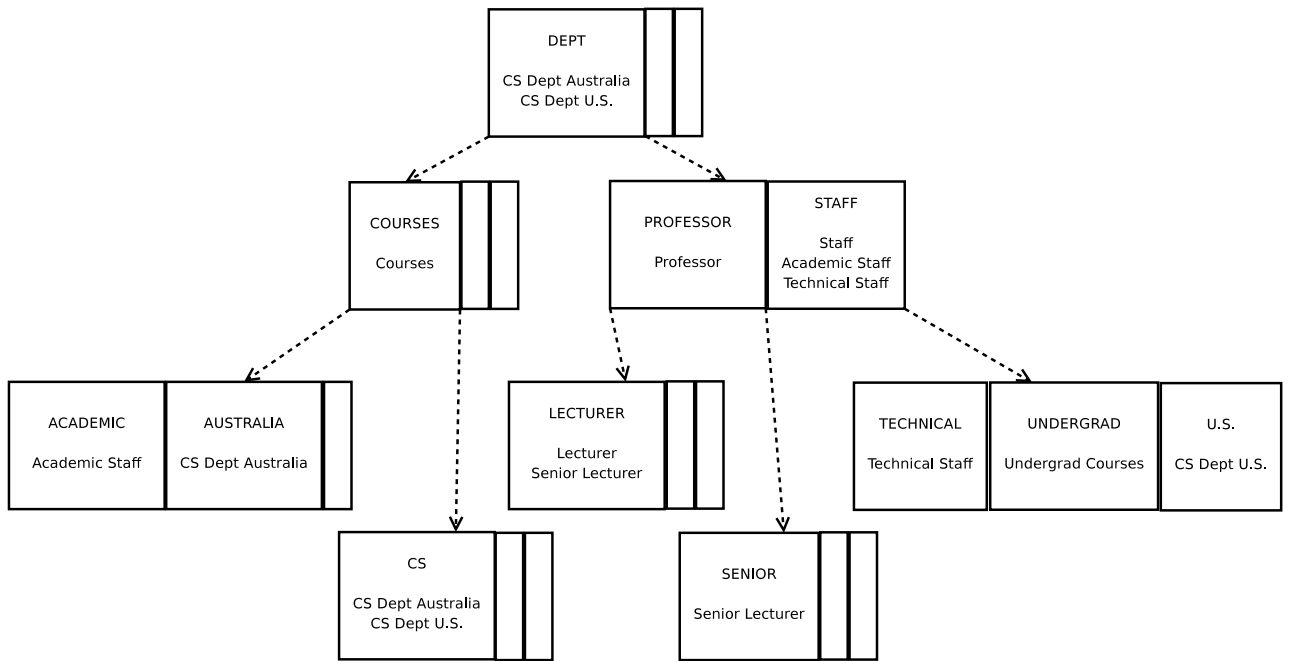 DEPT
CS Dept Australia
CS Dept U.S.
COURSES
Courses
PROFESSOR
Professor
STAFF
Staff
Academic Staff
Technical Staff
ACADEMIC
Academic Staff
AUSTRALIA
CS Dept Australia
LECTURER
Lecturer
Senior Lecturer
TECHNICAL
Technical Staff
UNDERGRAD
Undergrad Courses
U.S.
CS Dept U.S.
CS
CS Dept Australia
CS Dept U.S.
SENIOR
Senior Lecturer